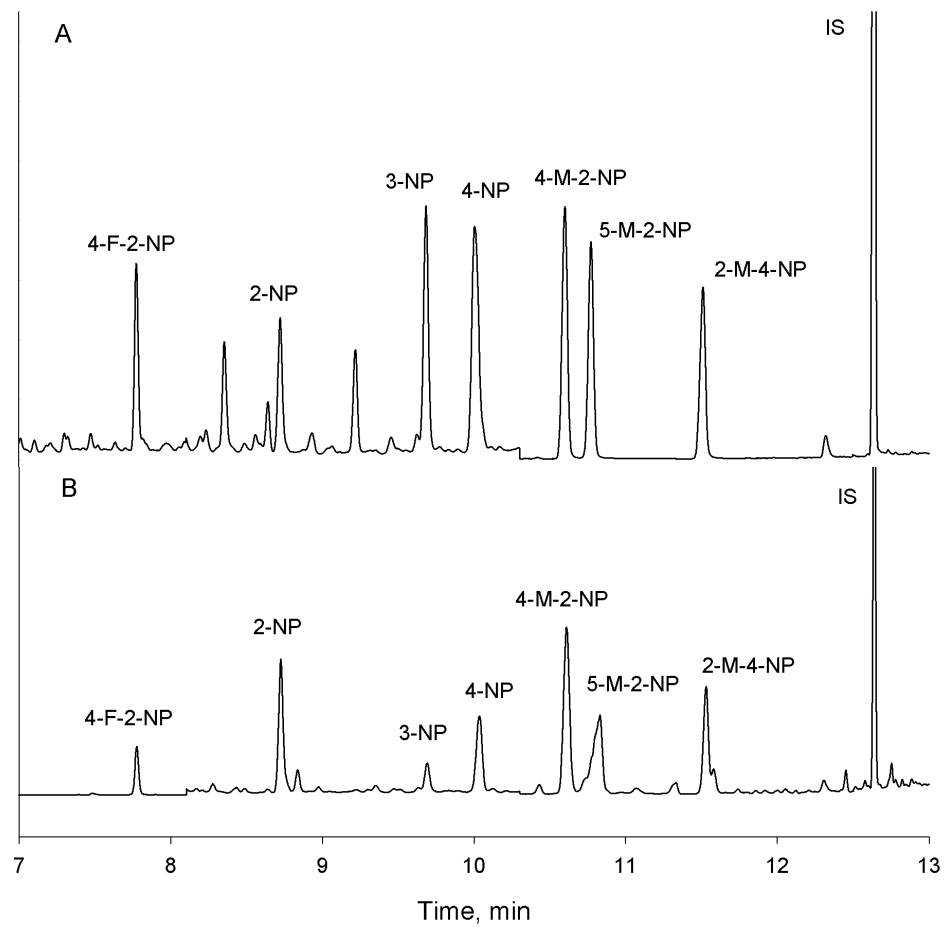 A
IS
4-F-2-NP
2-NP
3-NP
4-NP
4-M-2-NP
5-M-2-NP
2-M-4-NP
B
IS
4-F-2-NP
2-NP
3-NP
4-NP
4-M-2-NP
5-M-2-NP
2-M-4-NP
7 8 9 10 11 12 13
Time, min